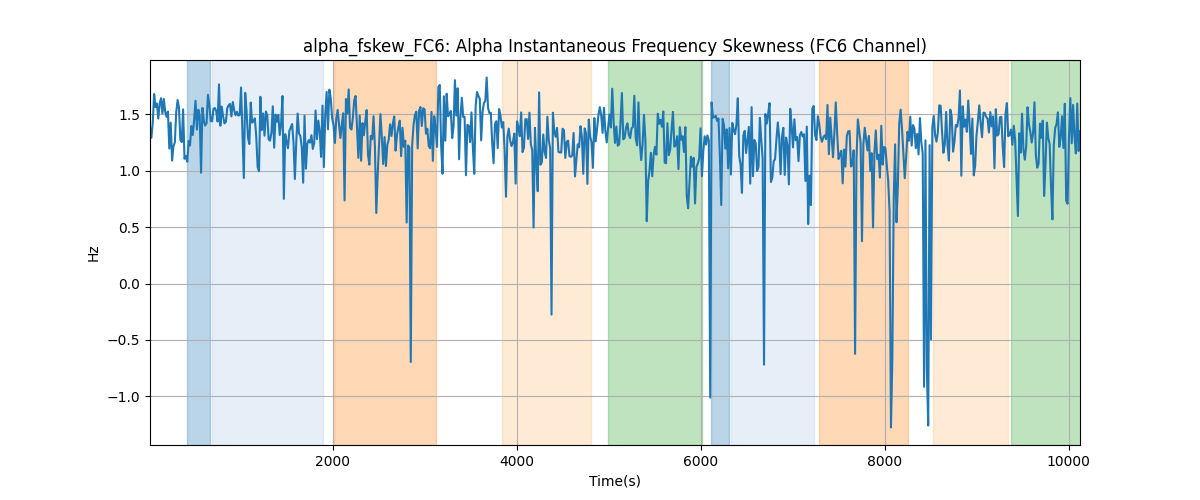 alpha_fskew_FC6: Alpha Instantaneous Frequency Skewness (FC6 Channel)
Hz
1.5
1.0
0.5
0.0
−0.5
−1.0
2000 4000 6000 8000 10000
Time(s)